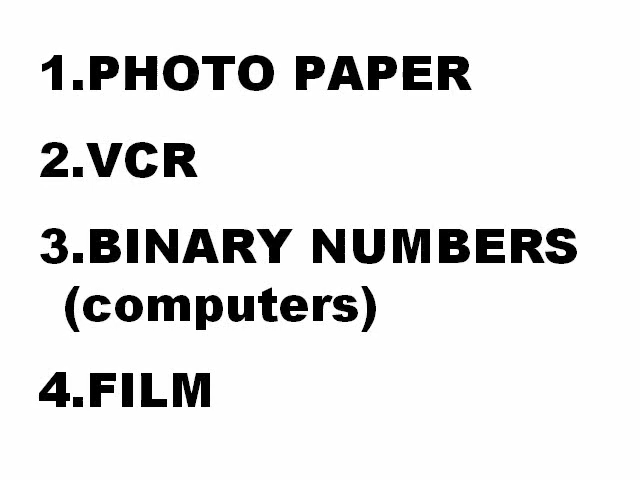 1.PHOTO PAPER
2.VCR
3.BINARY NUMBERS
(computers)
4.FILM